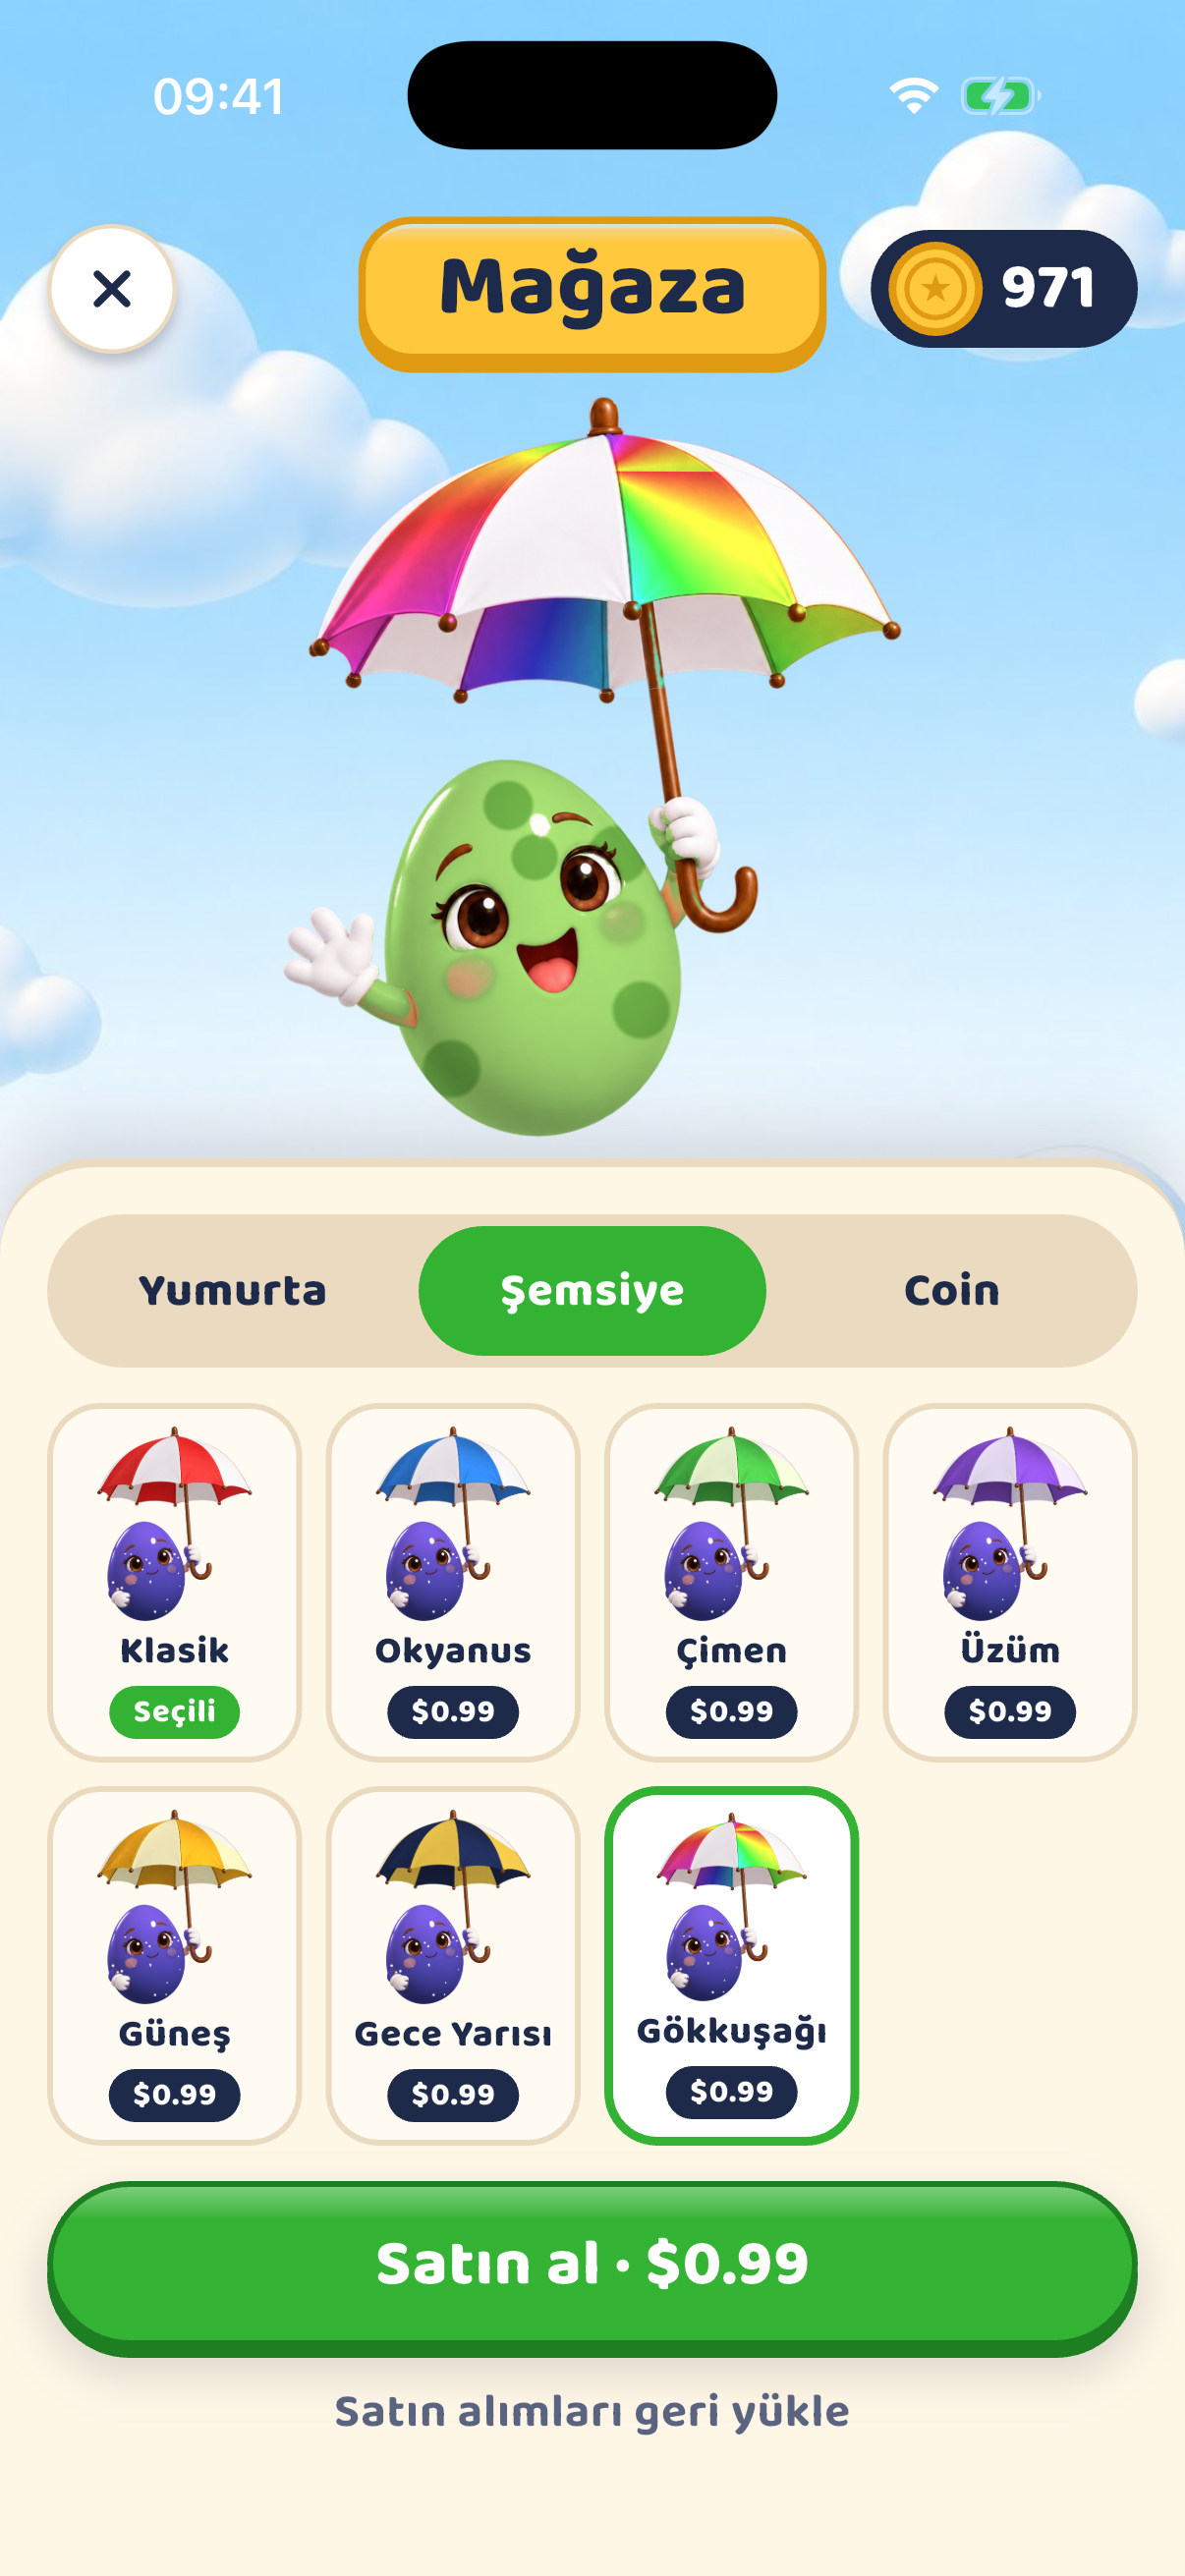 09:41
Mağaza
971
Yumurta
Şemsiye
Coin
Klasik
Okyanus
Çimen
Üzüm
Seçili
$0.99
$0.99
$0.99
Güneş
Gece Yarısı
Gökkuşağı
$0.99
$0.99
$0.99
Satın al · $0.99
Satın alımları geri yükle